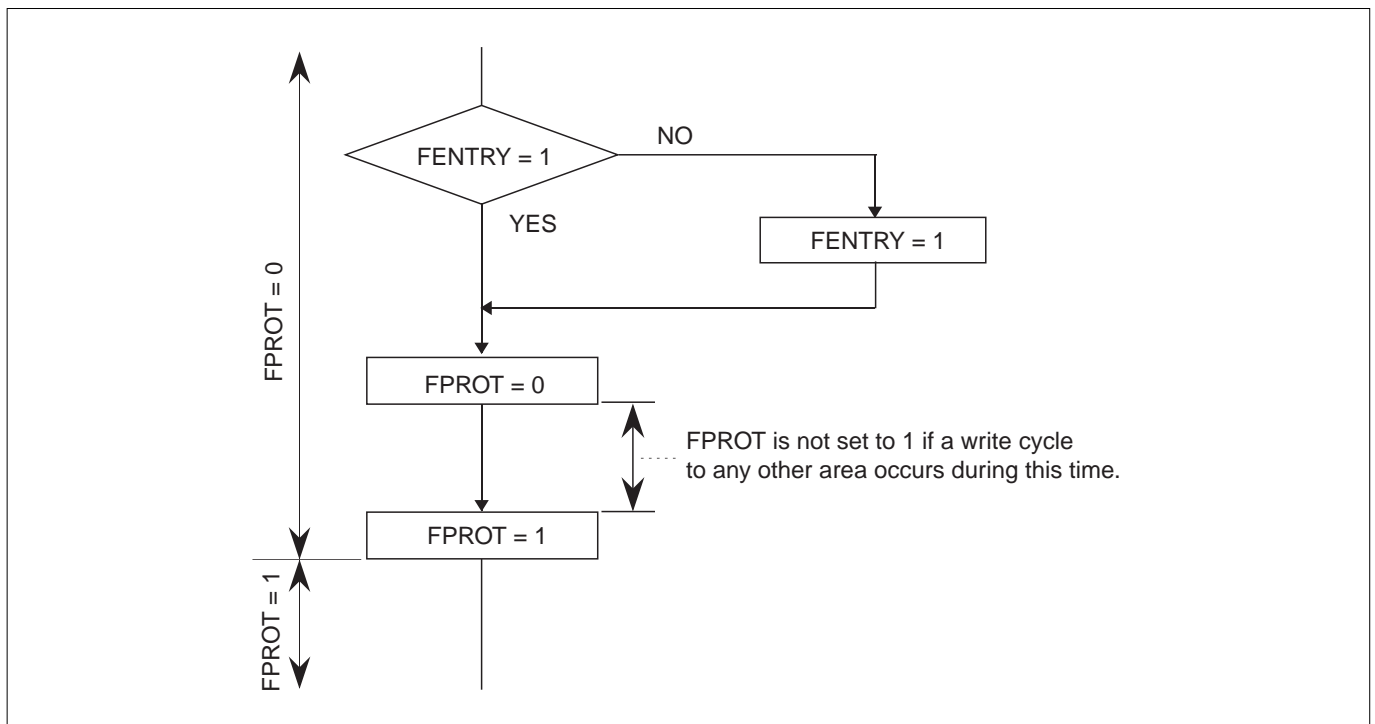 FENTRY = 1
NO
YES
FENTRY = 1
FPROT = 0
FPROT = 0
FPROT is not set to 1 if a write cycle
to any other area occurs during this time.
FPROT = 1
FPROT = 1